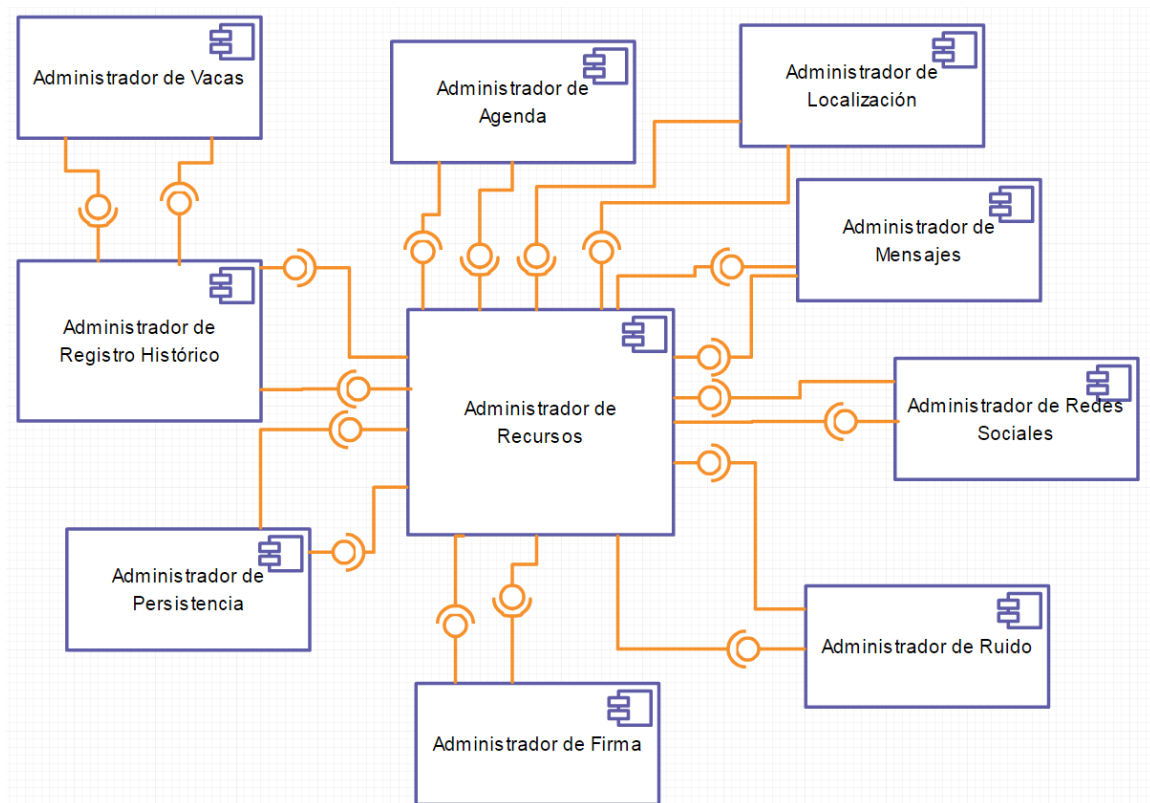 Administrador de Vacas
Administrador de
Agenda
Administrador de
Localización
Administrador de
Mensajes
Administrador de
Registro Histórico
Administrador de
Recursos
Administrador de Redes
Sociales
Administrador de
Persistencia
Administrador de Ruido
Administrador de Firma